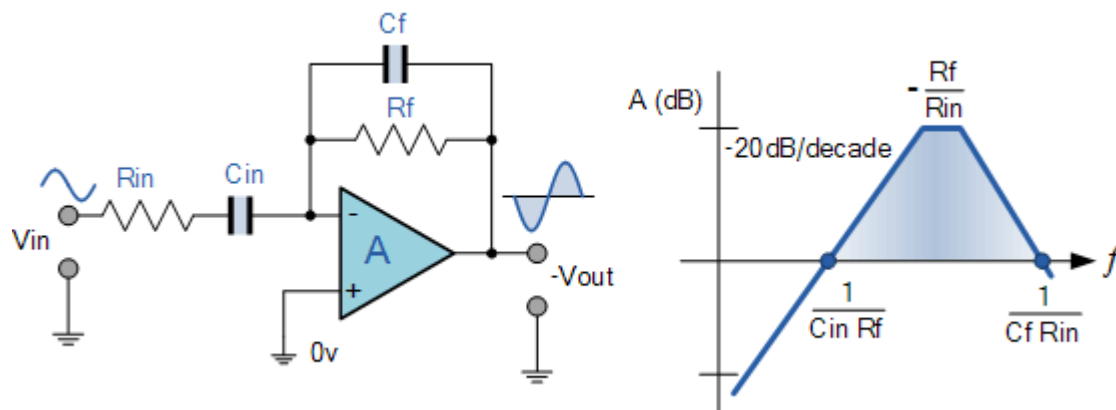 Cf
Rf
Rin
Cin
Vin
-
A
+
0v
-Vout
A (dB)
- Rf
Rin
-20dB/decade
f
1
Cin Rf
1
Cf Rin